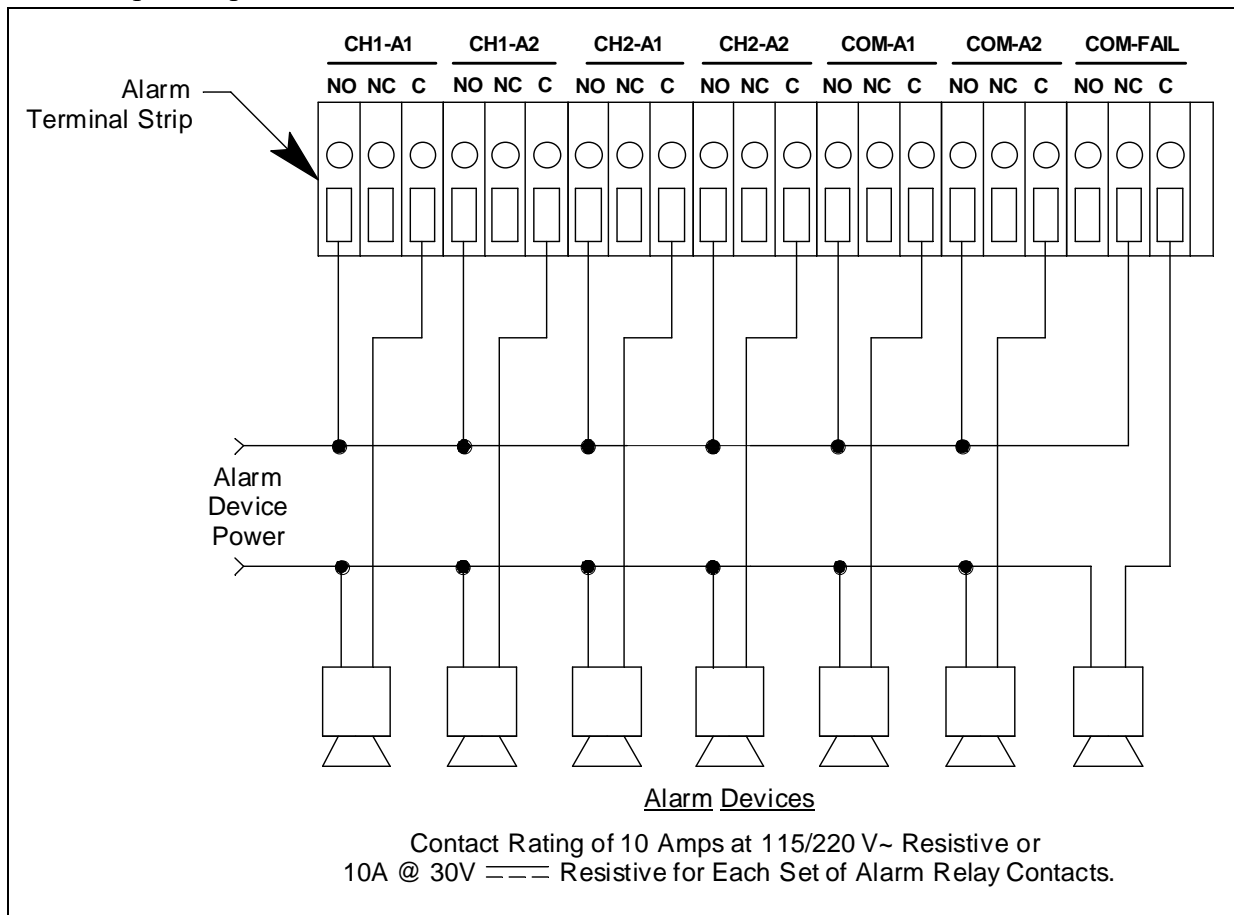 CH1-A1 CH1-A2 CH2-A1 CH2-A2 COM-A1 COM-A2 COM-FAIL
NO NC C NO NC C NO NC C NO NC C NO NC C NO NC C NO NC C
Alarm
Terminal Strip
Alarm
Device
Power
Alarm Devices
Contact Rating of 10 Amps at 115/220 V~ Resistive or
10A @ 30V Resistive for Each Set of Alarm Relay Contacts.